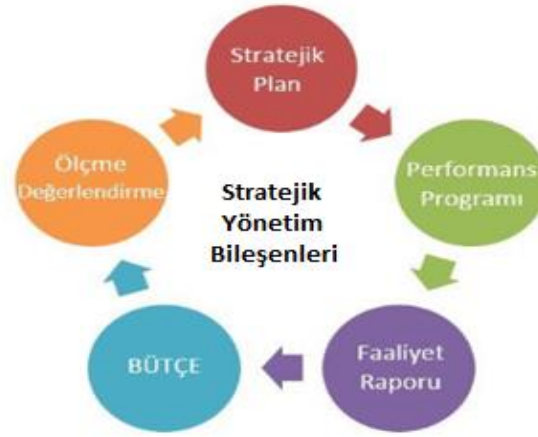 Stratejik
Plan
Performans
Programı
Faaliyet
Raporu
BÜTÇE
Ölçme
Değerlendirme
Stratejik
Yönetim
Bileşenleri